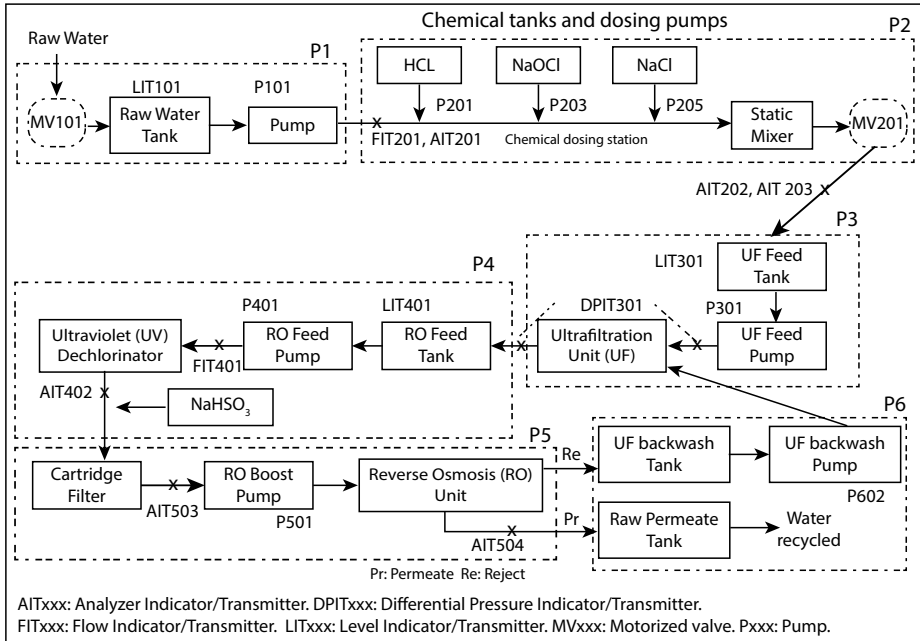 Chemical tanks and dosing pumps
P2
Raw Water
P1
HCL
NaOCl
NaCl
LIT101
P101
P201
P203
P205
MV101
Raw Water
Tank
Pump
FIT201, AIT201
Chemical dosing station
Static
Mixer
MV201
AIT202, AIT 203
P3
LIT301
UF Feed
Tank
P4
P401
LIT401
DPIT301
P301
Ultraviolet (UV)
Dechlorinator
FIT401
RO Feed
Pump
RO Feed
Tank
Ultrafiltration
Unit (UF)
UF Feed
Pump
AIT402
NaHSO3
P6
P5
Cartridge
Filter
AIT503
RO Boost
Pump
P501
Reverse Osmosis (RO)
Unit
Re
UF backwash
Tank
UF backwash
Pump
P602
AIT504
Pr
Raw Permeate
Tank
Water
recycled
Pr: Permeate Re: Reject
AITxxx: Analyzer Indicator/Transmitter. DPITxxx: Differential Pressure Indicator/Transmitter.
FITxxx: Flow Indicator/Transmitter. LITxxx: Level Indicator/Transmitter. MVxxx: Motorized valve. Pxxx: Pump.
x
x
x
x
x
x
x
x